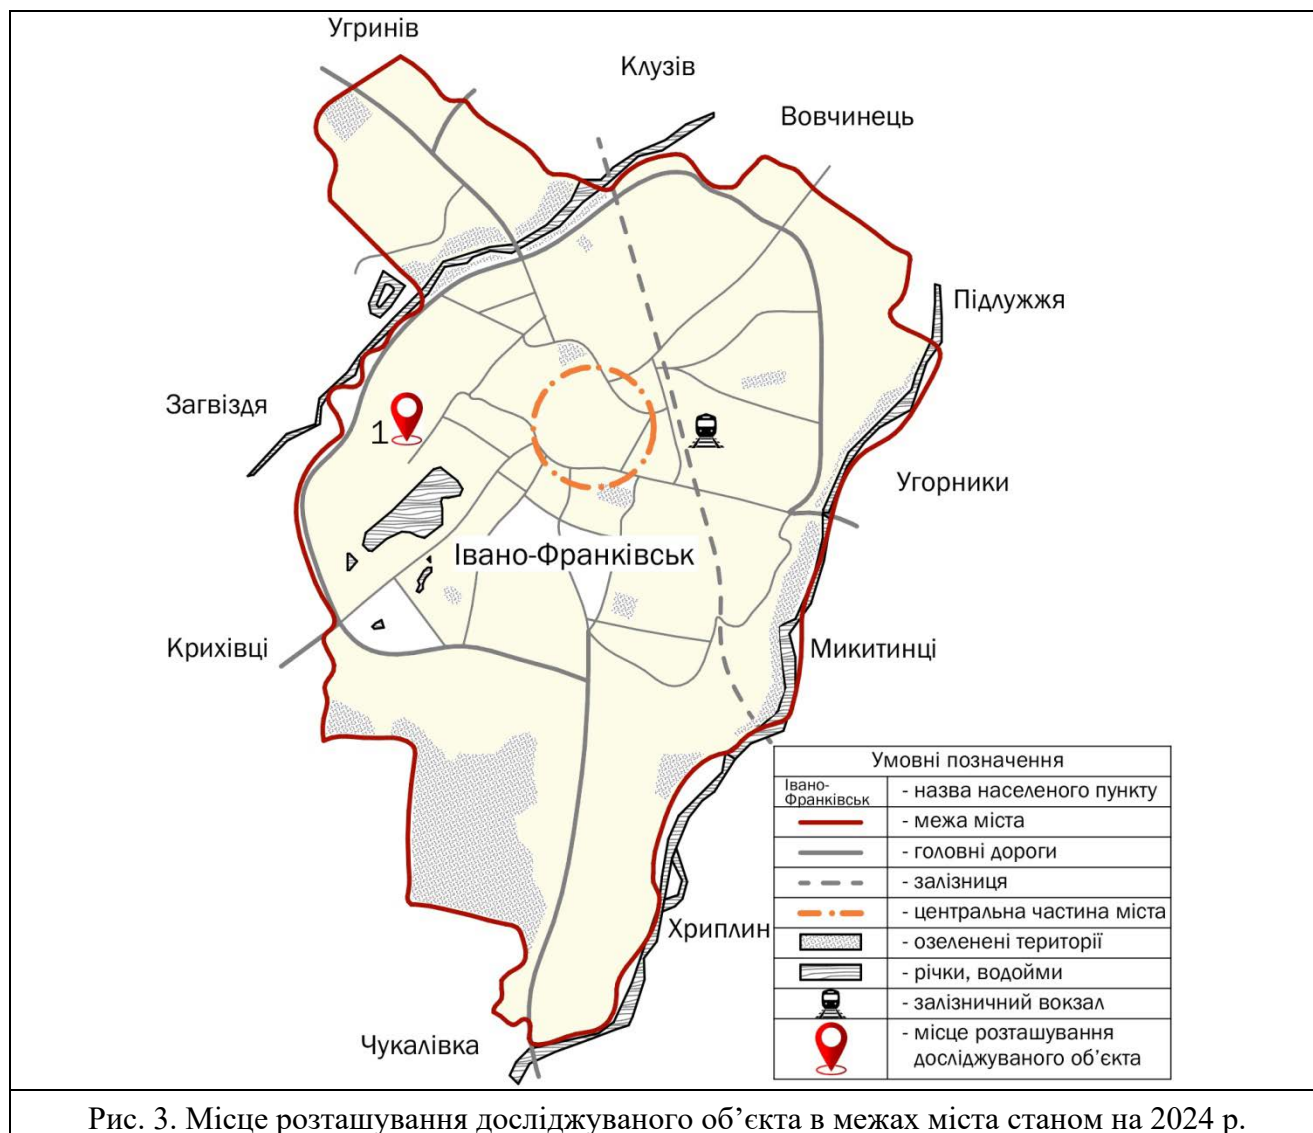 Угринів
Клузів
Вовчинець
Підлужжя
Загвіздя
1
Угорники
Івано-Франківськ
Крихівці
Микитинці
Хриплин
Чукалівка
Умовні позначення
Івано-
Франківськ
- назва населеного пункту
- межа міста
- головні дороги
- залізниця
- центральна частина міста
- озеленені території
- річки, водойми
- залізничний вокзал
- місце розташування
досліджуваного об’єкта
Рис. 3. Місце розташування досліджуваного об’єкта в межах міста станом на 2024 р.